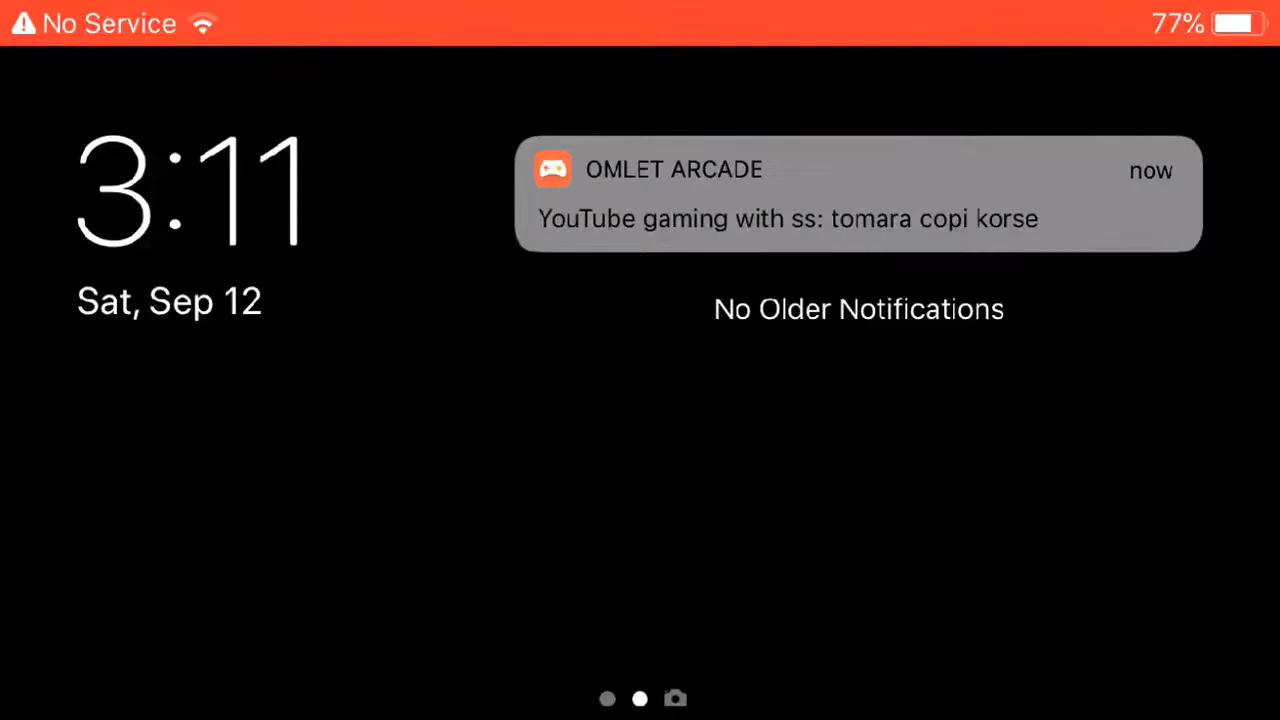 No Service
77%
3:11
Sat, Sep 12
OMLET ARCADE
now
YouTube gaming with ss: tomara copi korse
No Older Notifications